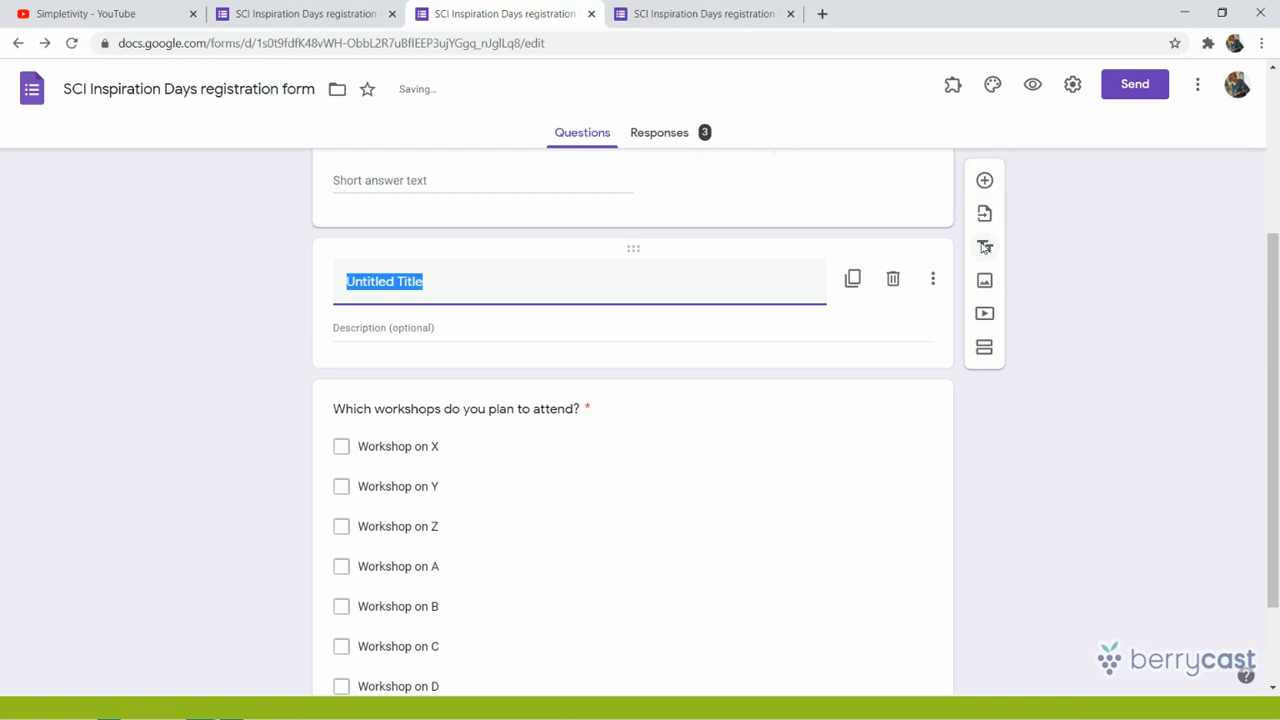 Simpletivity - YouTube
SCI Inspiration Days registration
SCI Inspiration Days registration
SCI Inspiration Days registration
docs.google.com/forms/d/1s0t9fdfK48vWH-ObbL2R7uBflEEP3ujYGgq_nJglLq8/edit
SCI Inspiration Days registration form
Saving...
Send
Questions
Responses 3
Short answer text
Untitled Title
Description (optional)
Which workshops do you plan to attend? *
Workshop on X
Workshop on Y
Workshop on Z
Workshop on A
Workshop on B
Workshop on C
Workshop on D
berrycast